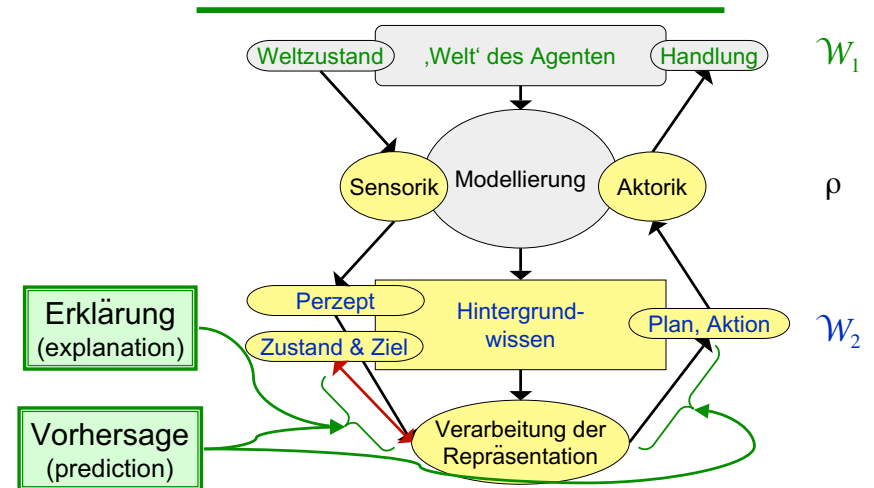 Weltzustand
‚Welt‘ des Agenten
Handlung
W1
Sensorik
Modellierung
Aktorik
ρ
Perzept
Zustand & Ziel
Hintergrund-
wissen
Plan, Aktion
W2
Erklärung
(explanation)
Vorhersage
(prediction)
Verarbeitung der
Repräsentation